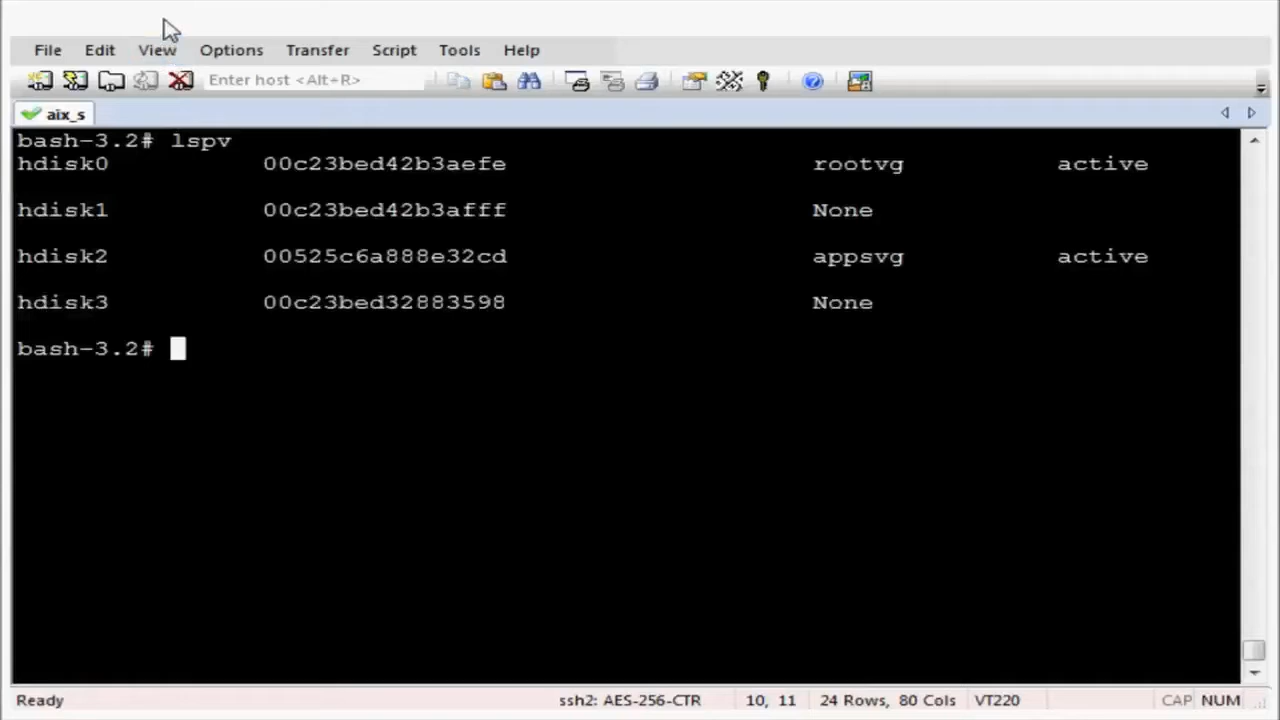 File Edit View Options Transfer Script Tools Help
Enter host <Alt+R>
aix_s
bash-3.2# lspv
hdisk0 00c23bed42b3aefe rootvg active
hdisk1 00c23bed42b3afff None
hdisk2 00525c6a888e32cd appsvg active
hdisk3 00c23bed32883598 None
bash-3.2#
Ready ssh2: AES-256-CTR 10, 11 24 Rows, 80 Cols VT220 CAP NUM